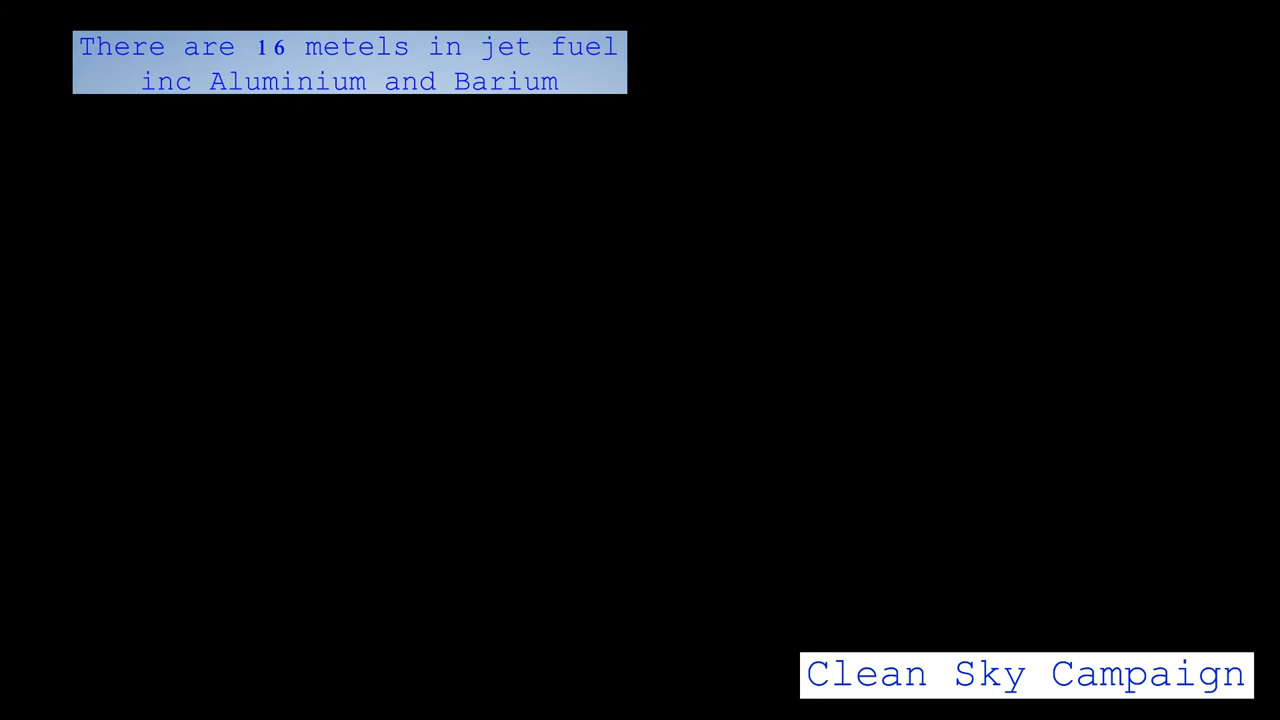 There are 16 metels in jet fuel
inc Aluminium and Barium
Clean Sky Campaign